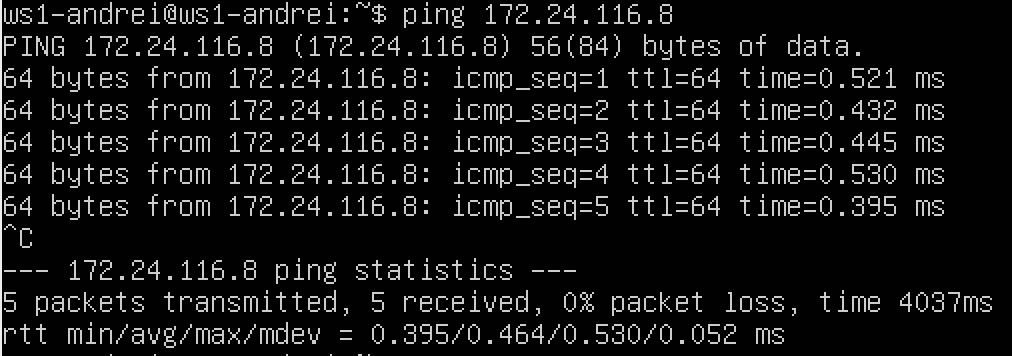 ws1-andrei@ws1-andrei:~$ ping 172.24.116.8
PING 172.24.116.8 (172.24.116.8) 56(84) bytes of data.
64 bytes from 172.24.116.8: icmp_seq=1 ttl=64 time=0.521 ms
64 bytes from 172.24.116.8: icmp_seq=2 ttl=64 time=0.432 ms
64 bytes from 172.24.116.8: icmp_seq=3 ttl=64 time=0.445 ms
64 bytes from 172.24.116.8: icmp_seq=4 ttl=64 time=0.530 ms
64 bytes from 172.24.116.8: icmp_seq=5 ttl=64 time=0.395 ms
^C
--- 172.24.116.8 ping statistics ---
5 packets transmitted, 5 received, 0% packet loss, time 4037ms
rtt min/avg/max/mdev = 0.395/0.464/0.530/0.052 ms